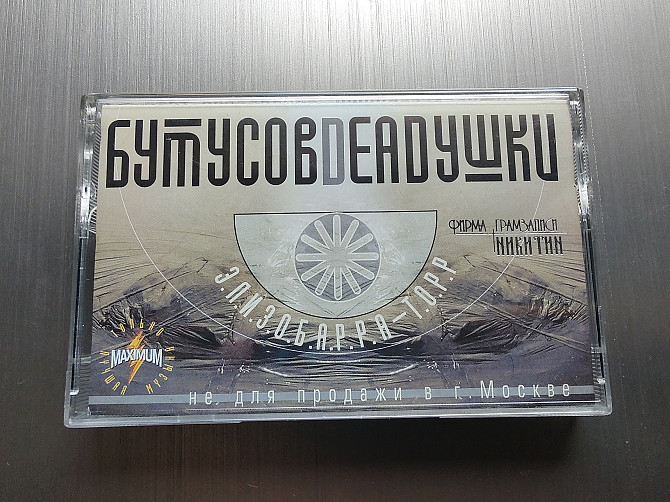 БутусовDEADушки
ФИРМА ГРАМЗАПИСИ
НИКИТИН
Э.Л.И.З.О.Б.А.Р.Р.А-Т.О.Р.Р
MAXIMUM
не для продажи в г. Москве